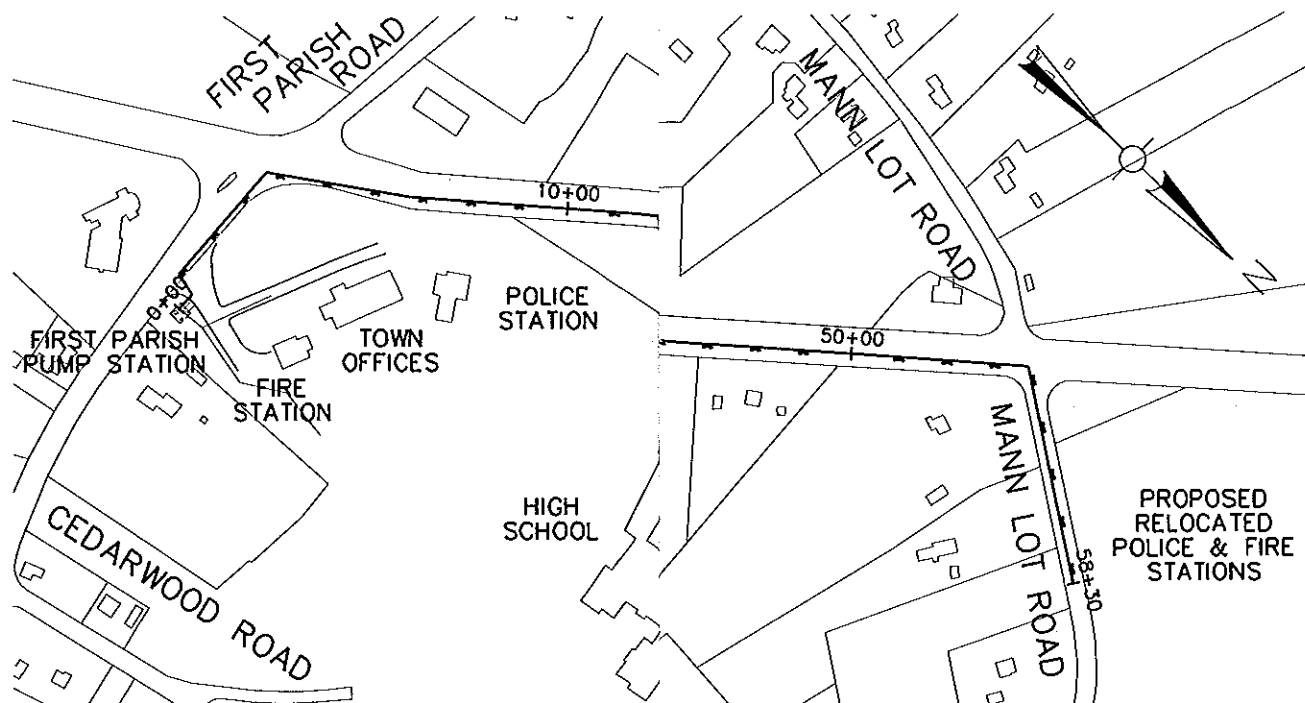 FIRST
PARISH
ROAD
MANN LOT ROAD
10+00
N
0+00
POLICE
STATION
FIRST PARISH
PUMP STATION
TOWN
OFFICES
50+00
FIRE
STATION
MANN LOT ROAD
HIGH
SCHOOL
PROPOSED
RELOCATED
POLICE & FIRE
STATIONS
58+30
CEDARWOOD ROAD